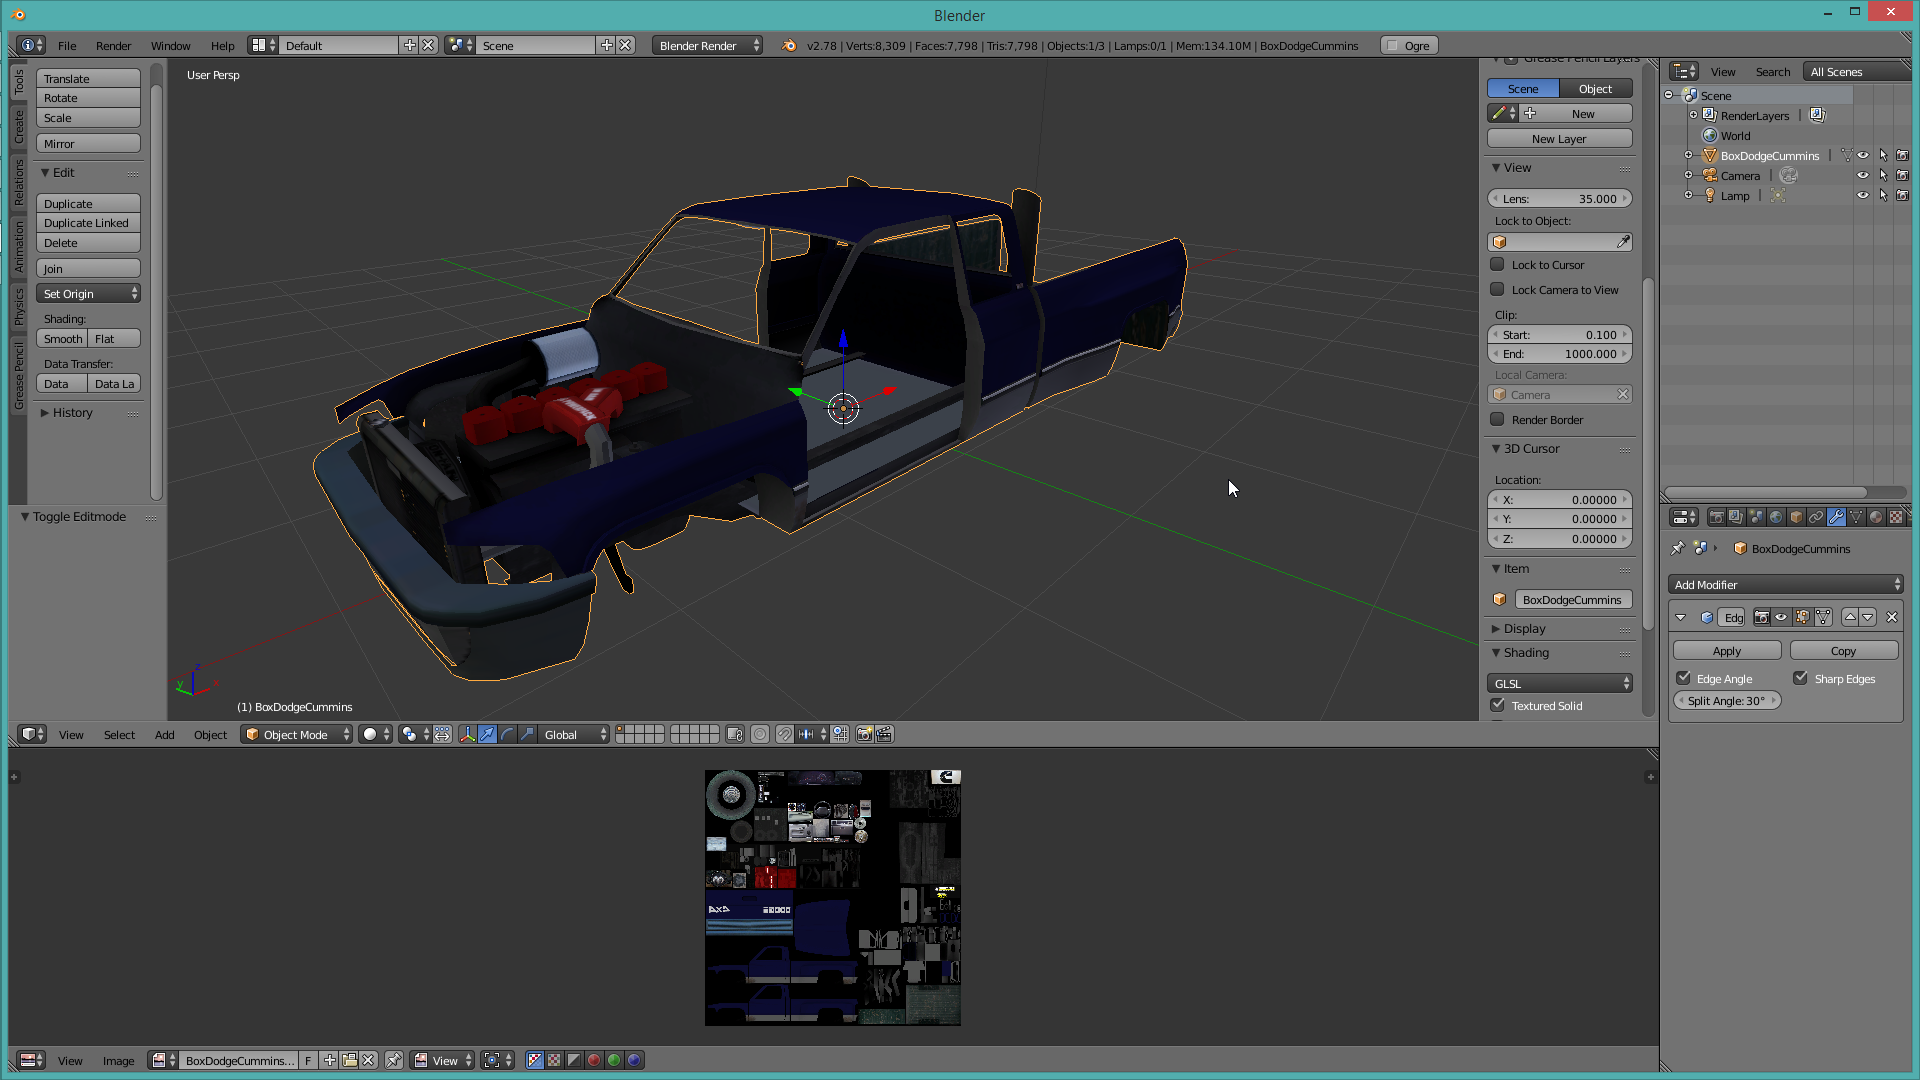 Blender
File Render Window Help Default Scene Blender Render v2.78 | Verts:8,309 | Faces:7,798 | Tris:7,798 | Objects:1/3 | Lamps:0/1 | Mem:134.10M | BoxDodgeCummins Ogre
Tools
Create
Relations
Animation
Physics
Grease Pencil
Translate
Rotate
Scale
Mirror
Edit
Duplicate
Duplicate Linked
Delete
Join
Set Origin
Shading:
Smooth Flat
Data Transfer:
Data Data La
History
Toggle Editmode
User Persp
(1) BoxDodgeCummins
Grease Pencil Layers
Scene Object
New
New Layer
View
Lens: 35.000
Lock to Object:
Lock to Cursor
Lock Camera to View
Clip:
Start: 0.100
End: 1000.000
Local Camera:
Camera
Render Border
3D Cursor
Location:
X: 0.00000
Y: 0.00000
Z: 0.00000
Item
BoxDodgeCummins
Display
Shading
GLSL
Textured Solid
View Search All Scenes
Scene
RenderLayers
World
BoxDodgeCummins
Camera
Lamp
BoxDodgeCummins
Add Modifier
Edg
Apply Copy
Edge Angle Sharp Edges
Split Angle: 30°
View Select Add Object Object Mode Global
View Image BoxDodgeCummins... F View